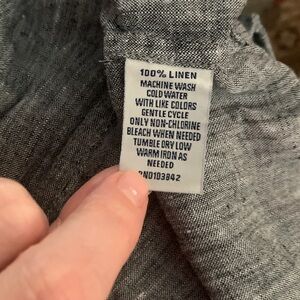 100% LINEN
MACHINE WASH
COLD WATER
WITH LIKE COLORS
GENTLE CYCLE
ONLY NON-CHLORINE
BLEACH WHEN NEEDED
TUMBLE DRY LOW
WARM IRON AS
NEEDED
RN0103842